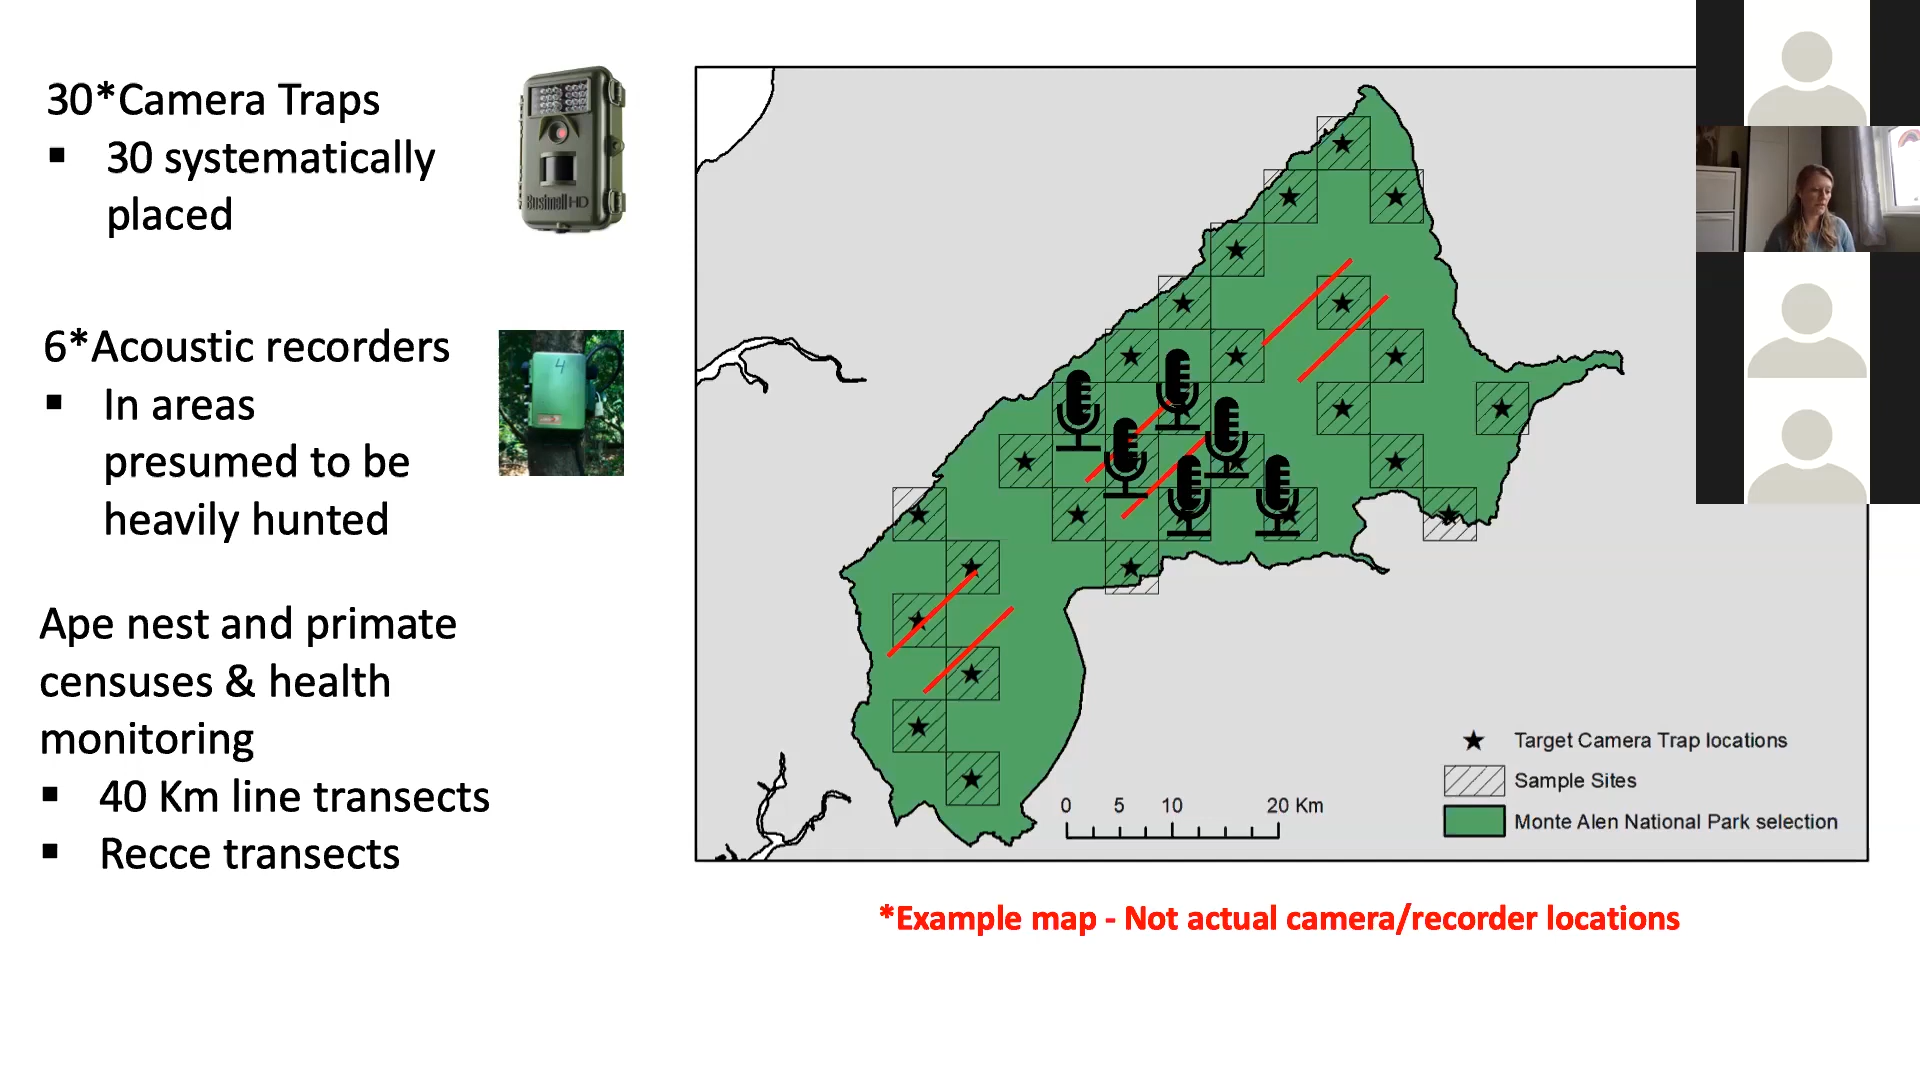 30*Camera Traps
▪ 30 systematically
placed
Bushnell HD
6*Acoustic recorders
▪ In areas
presumed to be
heavily hunted
4
Ape nest and primate
censuses & health
monitoring
▪ 40 Km line transects
▪ Recce transects
0 5 10 20 Km
Target Camera Trap locations
Sample Sites
Monte Alen National Park selection
*Example map - Not actual camera/recorder locations